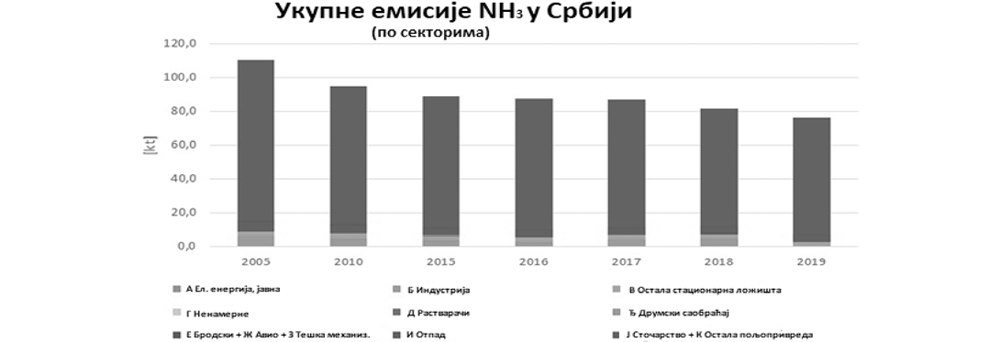 Укупне емисије NH₃ у Србији
(по секторима)
120,0
100,0
80,0
60,0
40,0
20,0
0,0
[kt]
2005 2010 2015 2016 2017 2018 2019
А Ел. енергија, јавна Б Индустрија В Остала стационарна ложишта
Г Ненамерне Д Растварачи Ђ Друмски саобраћај
Е Бродски + Ж Авио + З Тешка механиз. И Отпад Ј Сточарство + К Остала пољопривреда